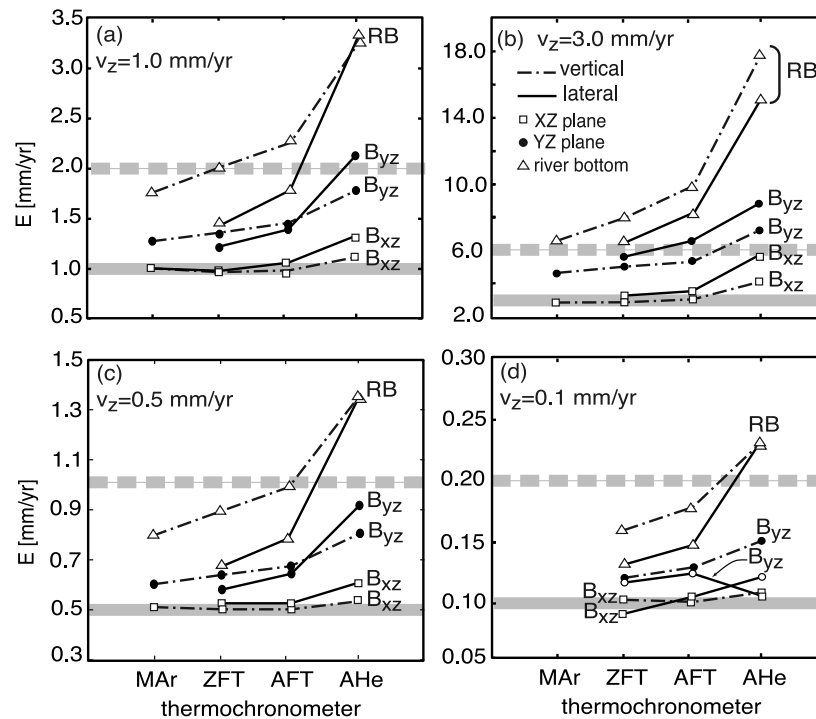 (a)
v_z=1.0 mm/yr
RB
B_yz
B_yz
B_xz
B_xz
3.5
3.0
2.5
2.0
1.5
1.0
0.5
E [mm/yr]
(b)
v_z=3.0 mm/yr
vertical
lateral
XZ plane
YZ plane
river bottom
RB
B_yz
B_yz
B_xz
B_xz
18.0
14.0
10.0
6.0
2.0
(c)
v_z=0.5 mm/yr
RB
B_yz
B_yz
B_xz
B_xz
1.5
1.3
1.0
0.9
0.7
0.5
0.3
E [mm/yr]
MAr ZFT AFT AHe
thermochronometer
(d)
v_z=0.1 mm/yr
RB
B_yz
B_yz
B_xz
B_xz
0.30
0.25
0.20
0.15
0.10
0.05
MAr ZFT AFT AHe
thermochronometer